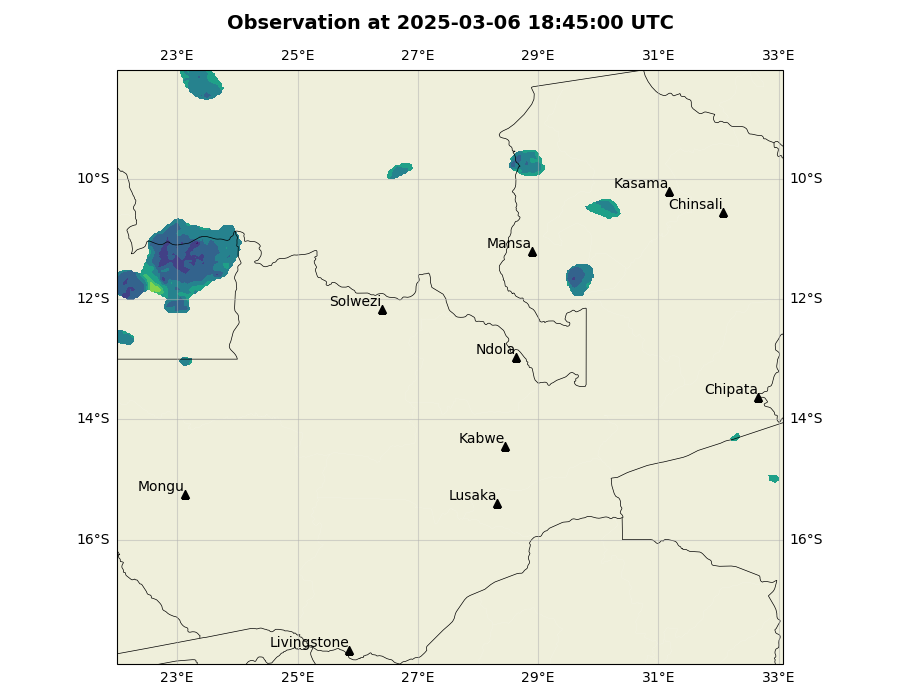 Observation at 2025-03-06 18:45:00 UTC
23°E 25°E 27°E 29°E 31°E 33°E
10°S 10°S
Kasama
Chinsali
Mansa
12°S 12°S
Solwezi
Ndola
Chipata
14°S 14°S
Kabwe
Mongu
Lusaka
16°S 16°S
Livingstone
23°E 25°E 27°E 29°E 31°E 33°E